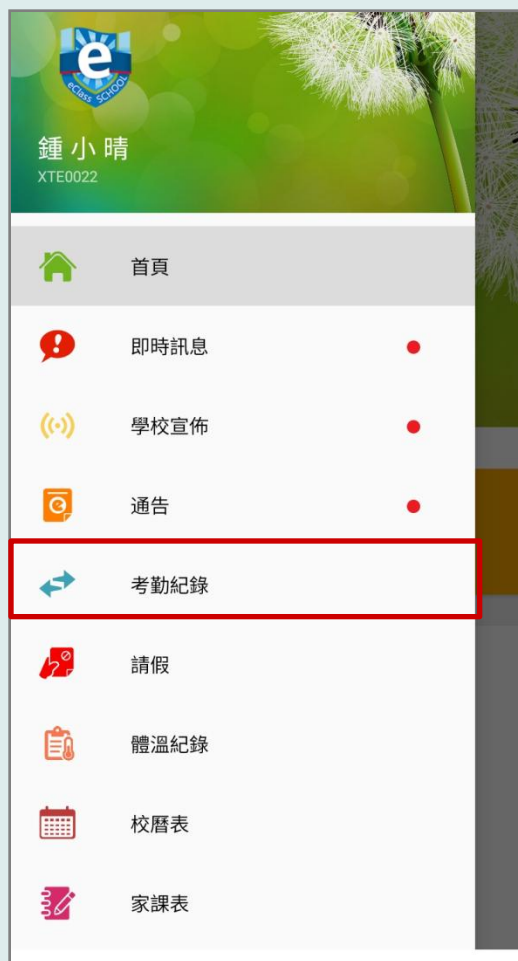 e
eClass SCHOOL
鍾小晴
XTE0022
首頁
即時訊息
學校宣佈
通告
考勤紀錄
請假
體溫紀錄
校曆表
家課表